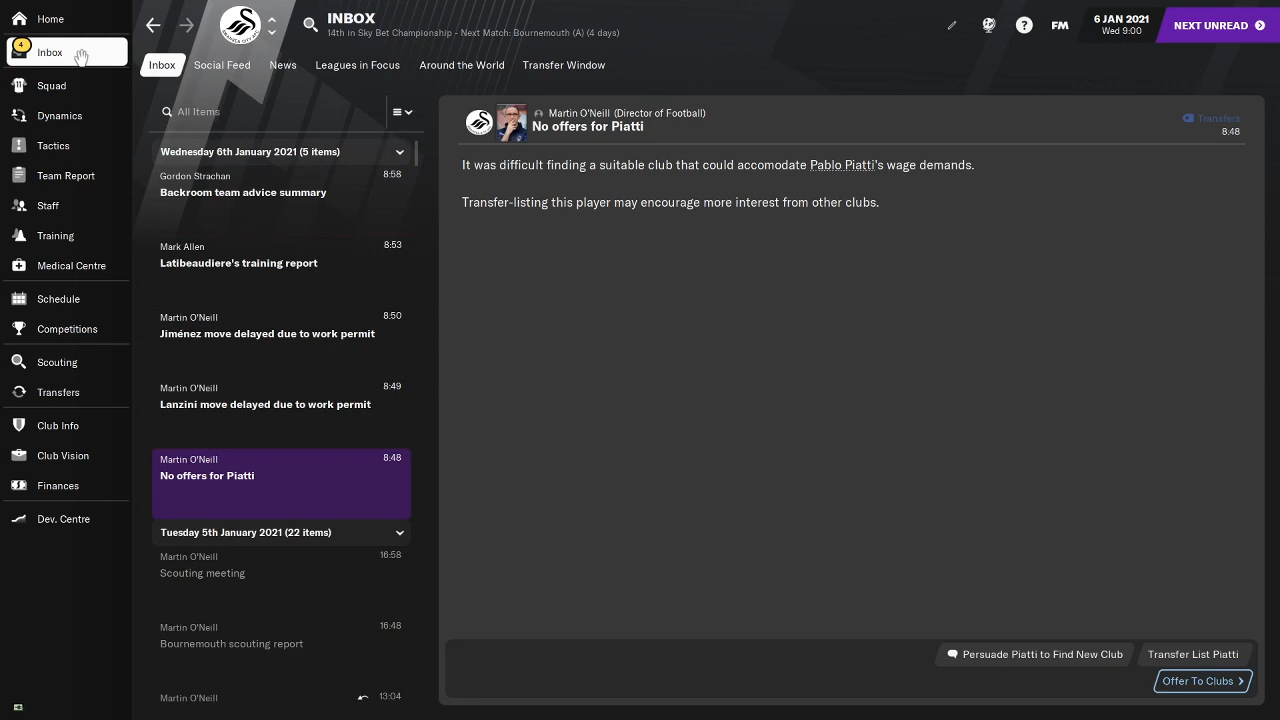 Home
4
Inbox
Squad
Dynamics
Tactics
Team Report
Staff
Training
Medical Centre
Schedule
Competitions
Scouting
Transfers
Club Info
Club Vision
Finances
Dev. Centre
INBOX
14th in Sky Bet Championship - Next Match: Bournemouth (A) (4 days)
?
FM
6 JAN 2021
Wed 9:00
NEXT UNREAD
Inbox
Social Feed
News
Leagues in Focus
Around the World
Transfer Window
All Items
Wednesday 6th January 2021 (5 items)
Gordon Strachan 8:58
Backroom team advice summary
Mark Allen 8:53
Latibeaudiere's training report
Martin O'Neill 8:50
Jiménez move delayed due to work permit
Martin O'Neill 8:49
Lanzini move delayed due to work permit
Martin O'Neill 8:48
No offers for Piatti
Tuesday 5th January 2021 (22 items)
Martin O'Neill 16:58
Scouting meeting
Martin O'Neill 16:48
Bournemouth scouting report
Martin O'Neill 13:04
Martin O'Neill (Director of Football)
No offers for Piatti
Transfers
8:48
It was difficult finding a suitable club that could accomodate Pablo Piatti's wage demands.
Transfer-listing this player may encourage more interest from other clubs.
Persuade Piatti to Find New Club
Transfer List Piatti
Offer To Clubs